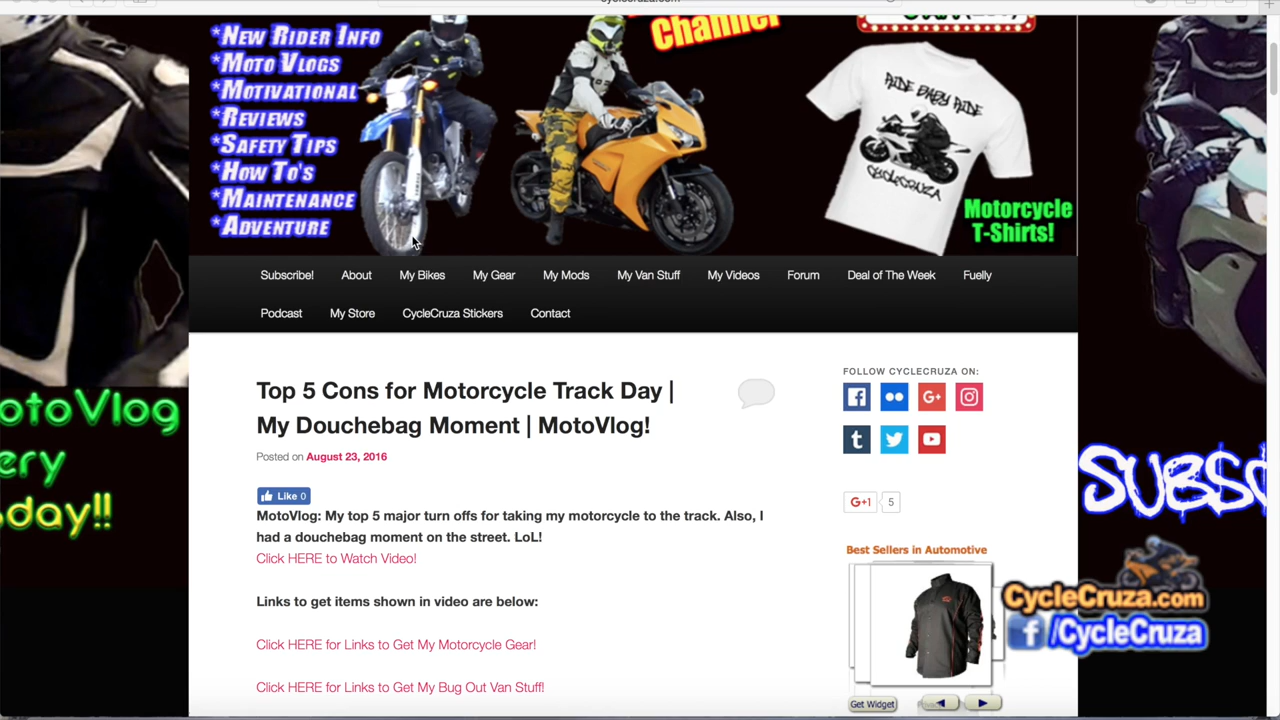 cyclecruza.com
Channel
*New Rider Info
*Moto Vlogs
*Motivational
*Reviews
*Safety Tips
*How To's
*Maintenance
*Adventure
RIDE BABY RIDE
CYCLECRUZA
Motorcycle
T-Shirts!
Subscribe! About My Bikes My Gear My Mods My Van Stuff My Videos Forum Deal of The Week Fuelly
Podcast My Store CycleCruza Stickers Contact
Top 5 Cons for Motorcycle Track Day |
My Douchebag Moment | MotoVlog!
Posted on August 23, 2016
Like 0
MotoVlog: My top 5 major turn offs for taking my motorcycle to the track. Also, I
had a douchebag moment on the street. LoL!
Click HERE to Watch Video!
Links to get items shown in video are below:
Click HERE for Links to Get My Motorcycle Gear!
Click HERE for Links to Get My Bug Out Van Stuff!
FOLLOW CYCLECRUZA ON:
G+1 5
Best Sellers in Automotive
Get Widget
CycleCruza.com
/CycleCruza
otoVlog
ery
day!!
SUBSC